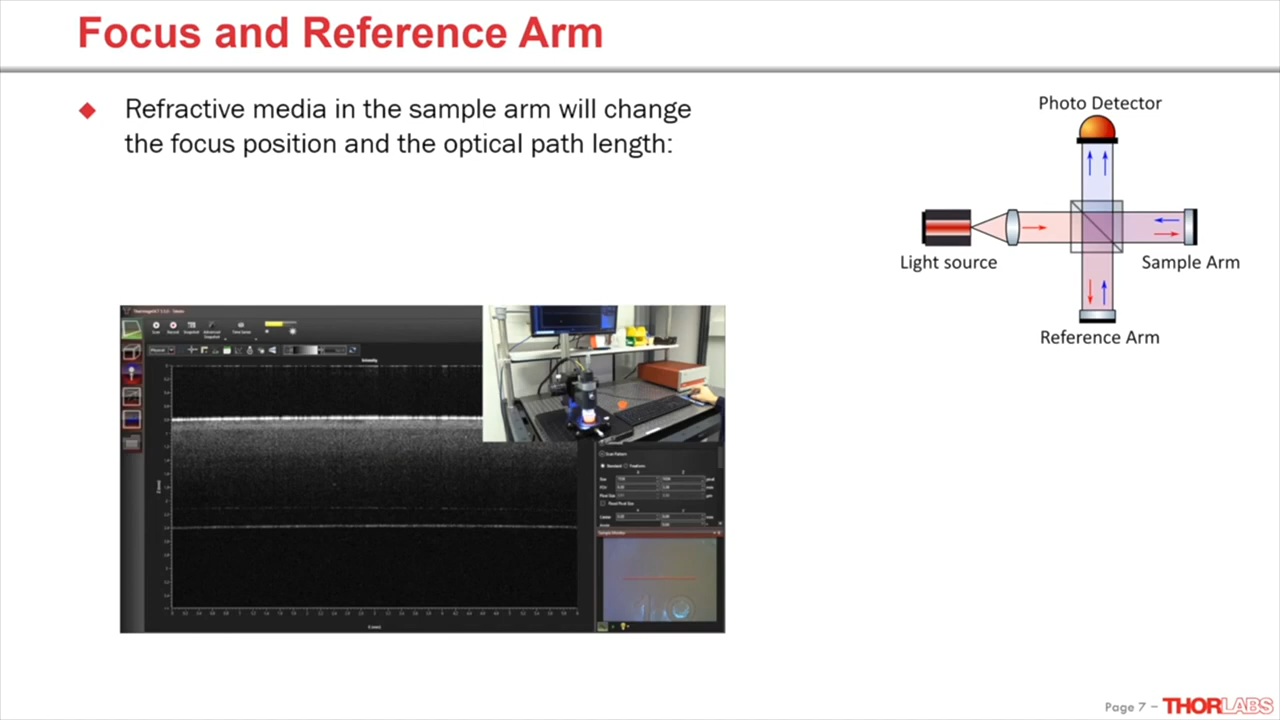 Focus and Reference Arm
Refractive media in the sample arm will change
the focus position and the optical path length:
Photo Detector
Light source
Sample Arm
Reference Arm
Intensity
Page 7 –
THORLABS